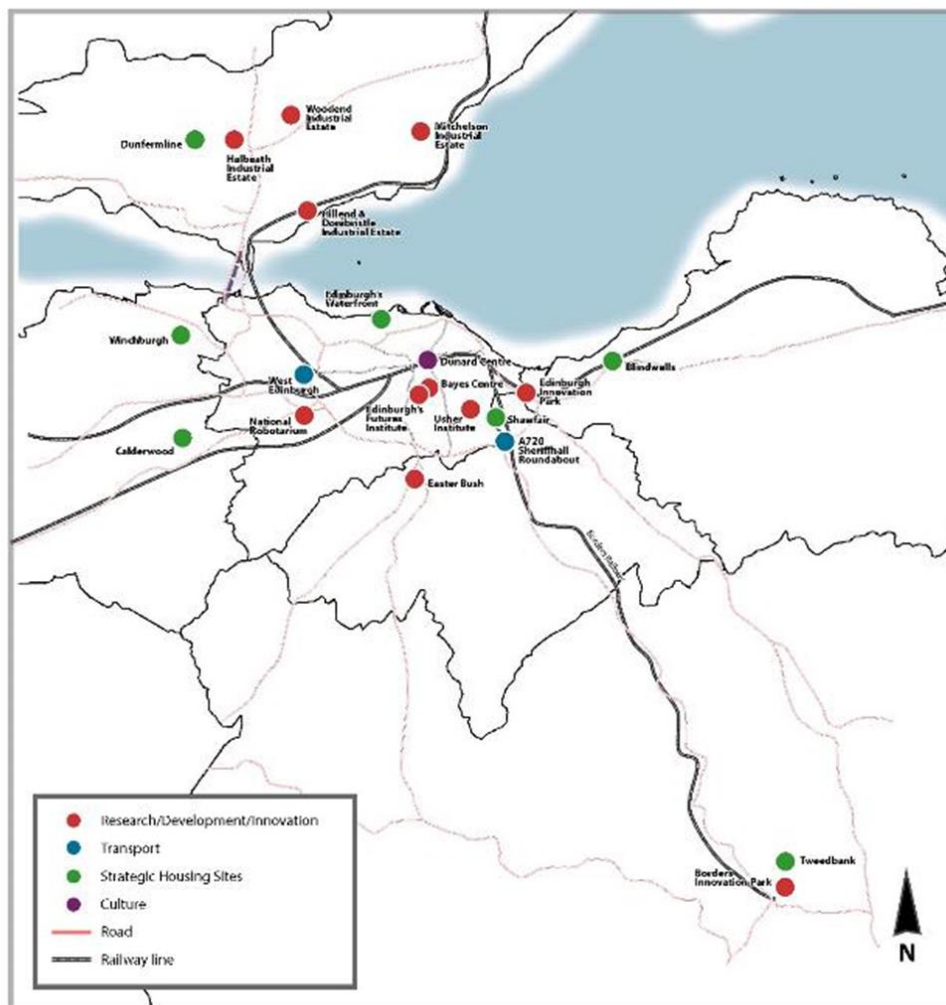 Woodend
Industrial
Estate
Mitchelson
Industrial
Estate
Dunfermline
Halbeath
Industrial
Estate
Hillend &
Donibristle
Industrial Estate
Edinburgh's
Waterfront
Winchburgh
Dunard Centre
Blindwells
West
Edinburgh
Bayes Centre
Edinburgh
Innovation
Park
Edinburgh's
Futures
Institute
Usher
Institute
National
Robotarium
Shawfair
Calderwood
A720
Sheriffhall
Roundabout
Easter Bush
Borders Railway
Tweedbank
Borders
Innovation Park
Research/Development/Innovation
Transport
Strategic Housing Sites
Culture
Road
Railway line
N